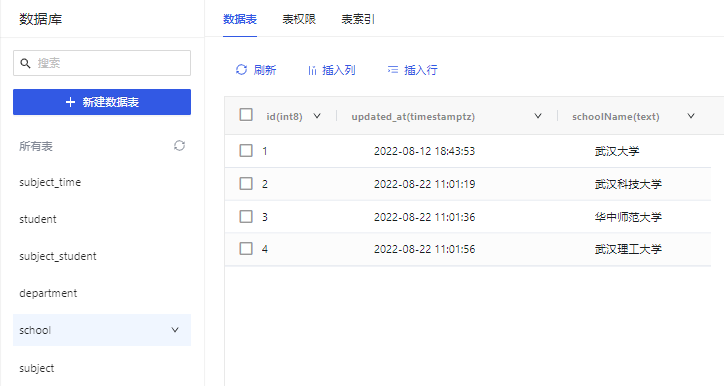 数据库
数据表 表权限 表索引
搜索
刷新 插入列 插入行
新建数据表
id(int8) updated_at(timestamptz) schoolName(text)
所有表
1 2022-08-12 18:43:53 武汉大学
subject_time
2 2022-08-22 11:01:19 武汉科技大学
student
3 2022-08-22 11:01:36 华中师范大学
subject_student
4 2022-08-22 11:01:56 武汉理工大学
department
school
subject